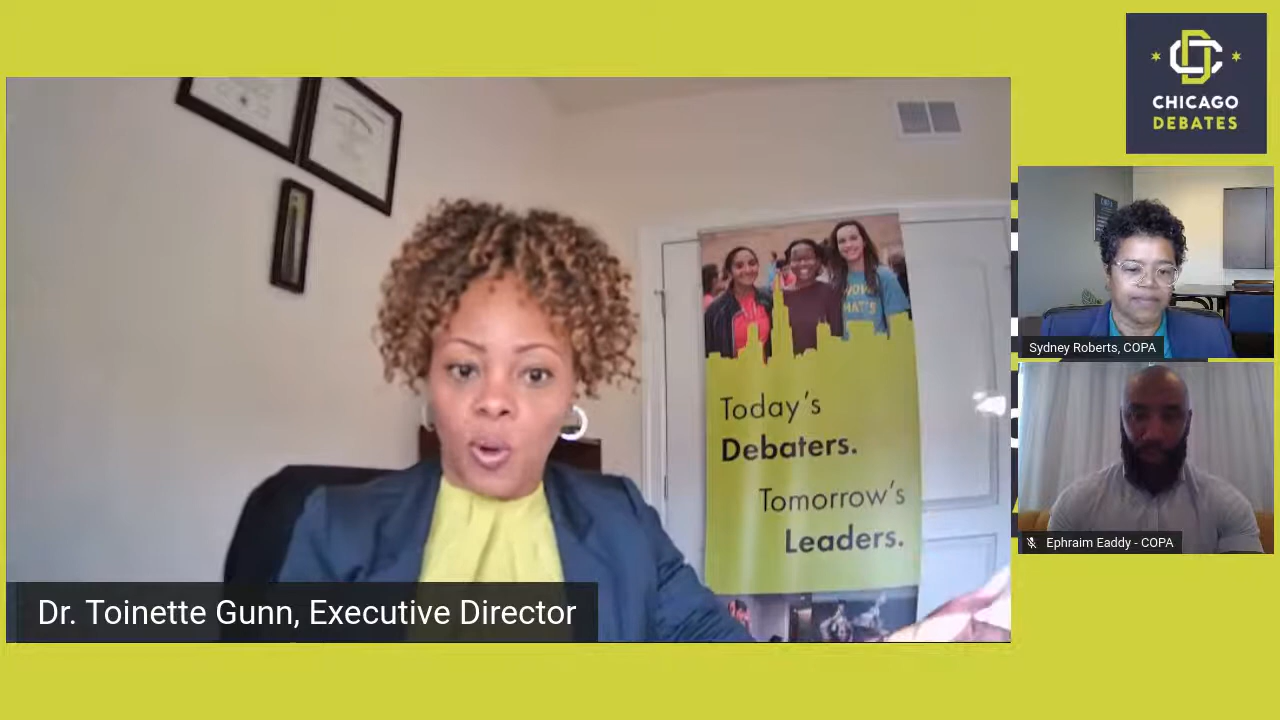 CHICAGO
DEBATES
Today's
Debaters.
Tomorrow's
Leaders.
Sydney Roberts, COPA
Ephraim Eaddy - COPA
Dr. Toinette Gunn, Executive Director